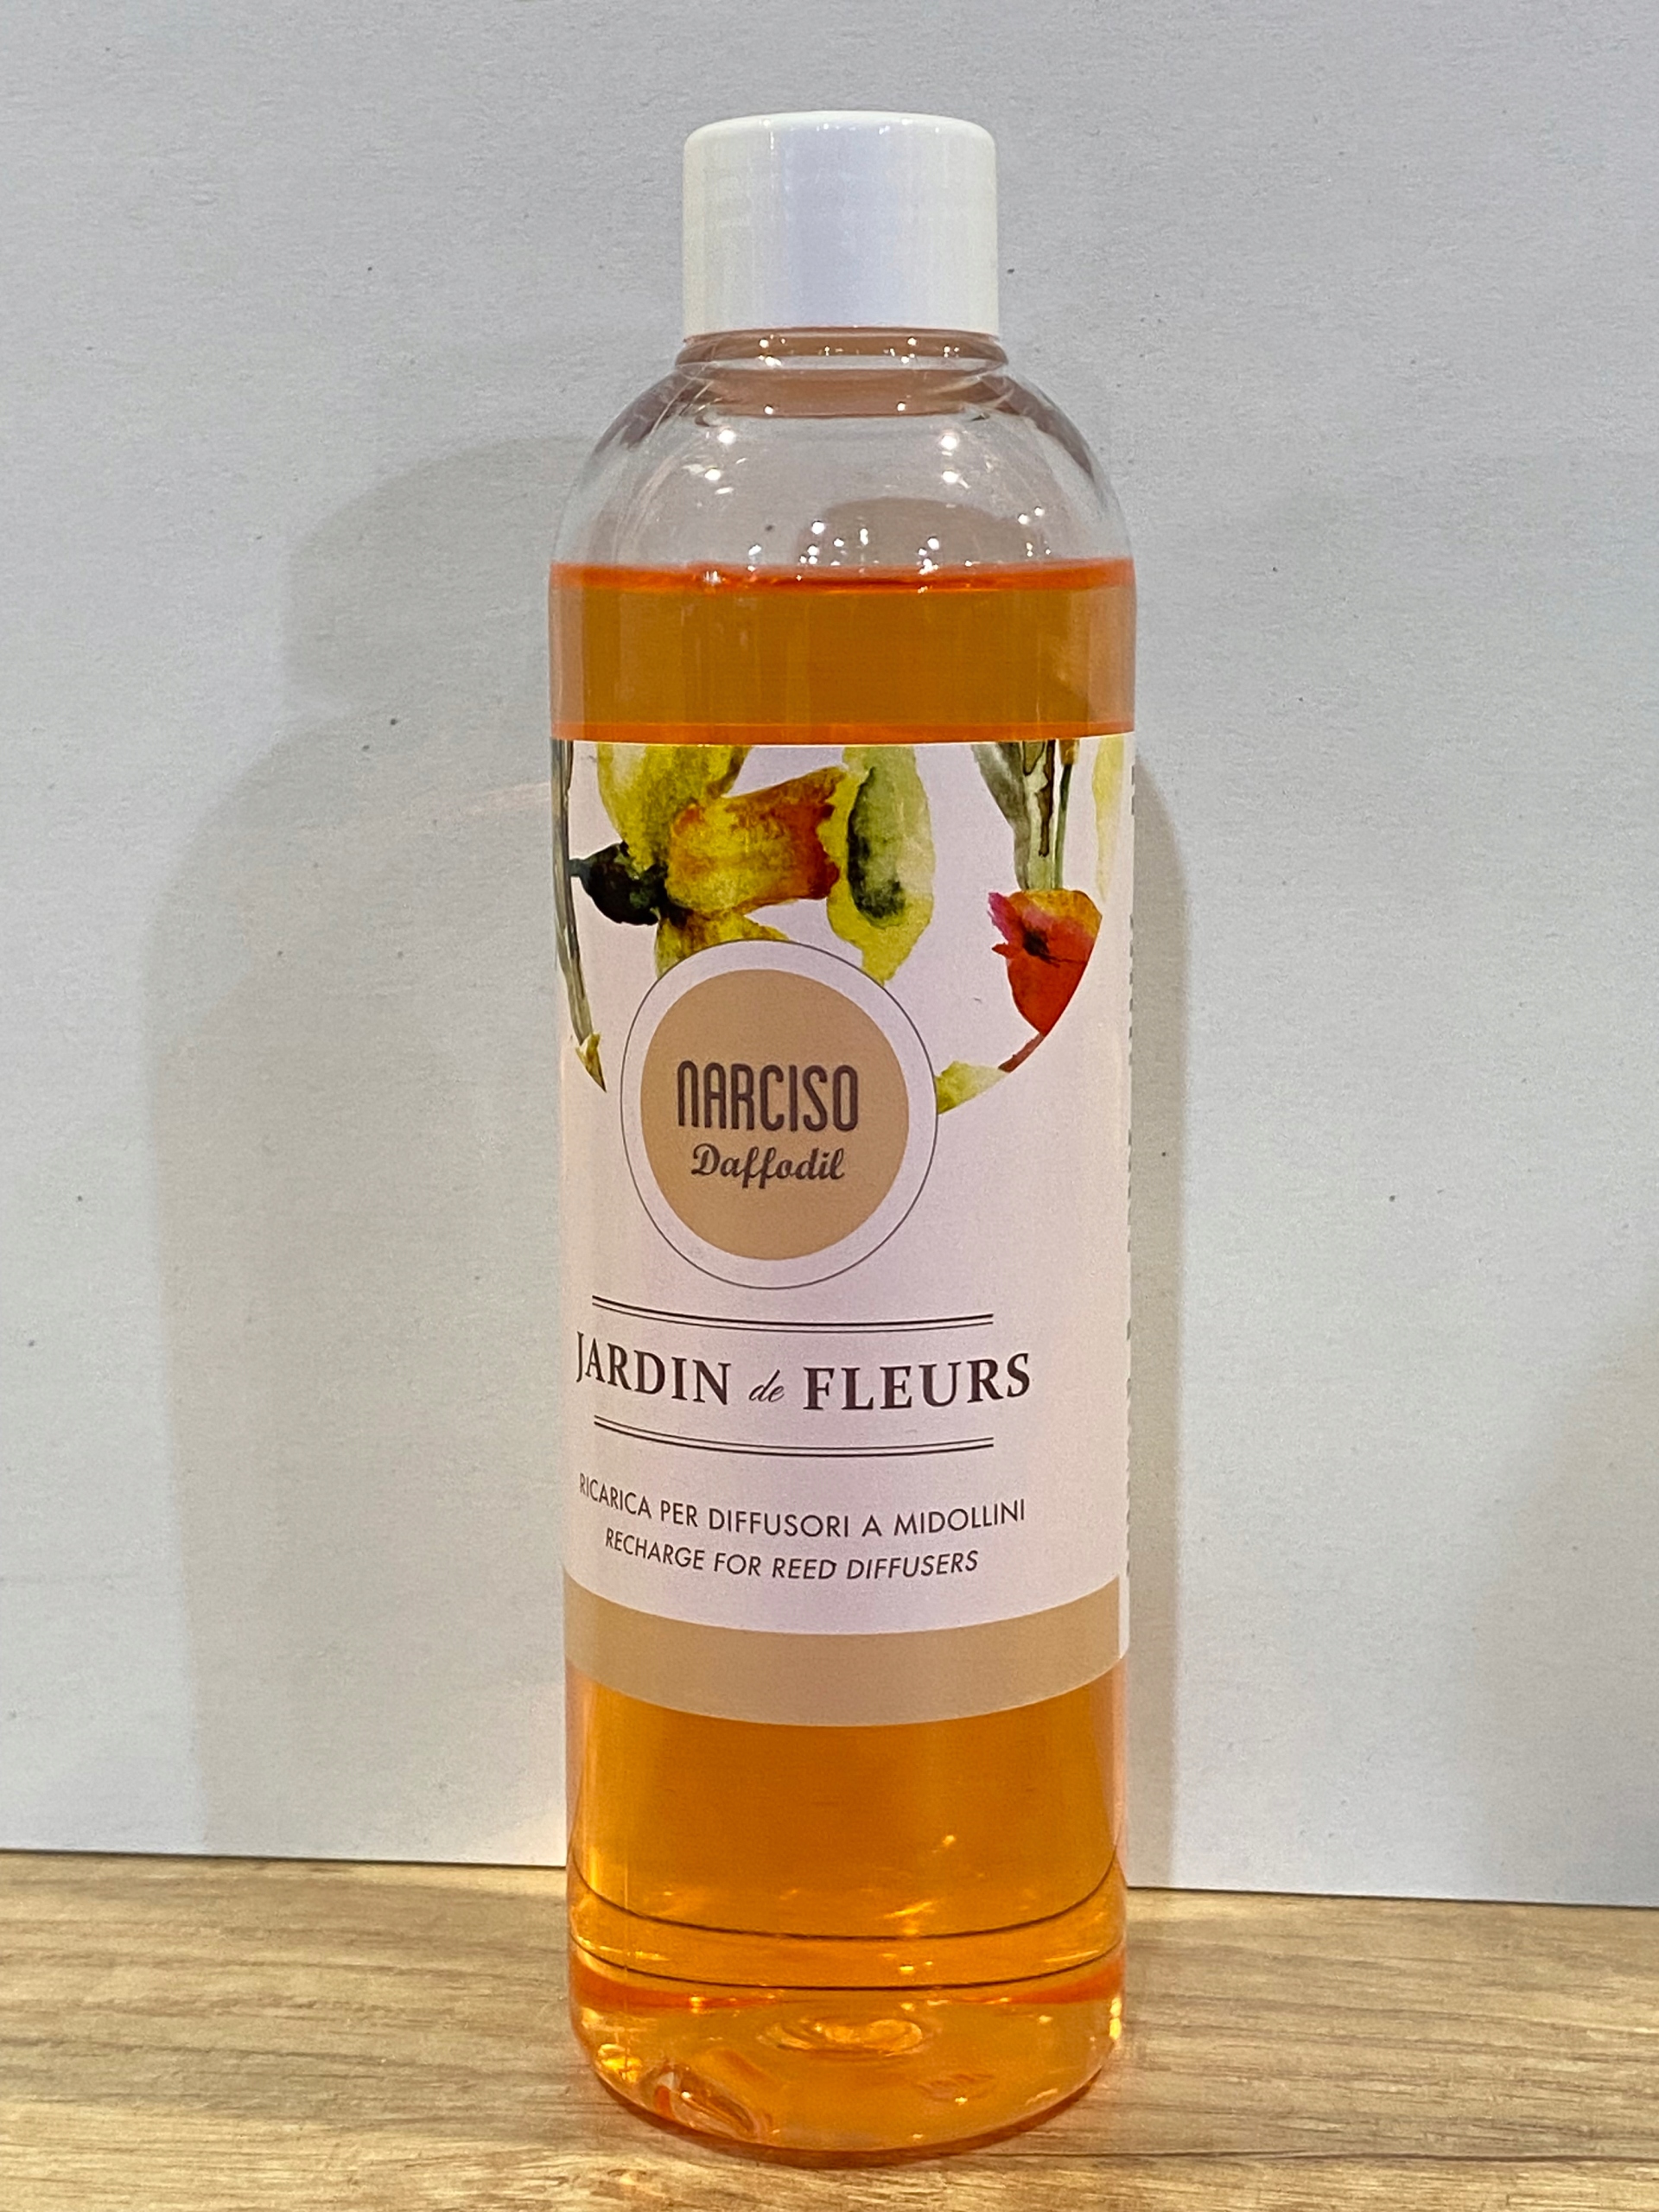 NARCISO
Daffodil
JARDIN de FLEURS
RICARICA PER DIFFUSORI A MIDOLLINI
RECHARGE FOR REED DIFFUSERS